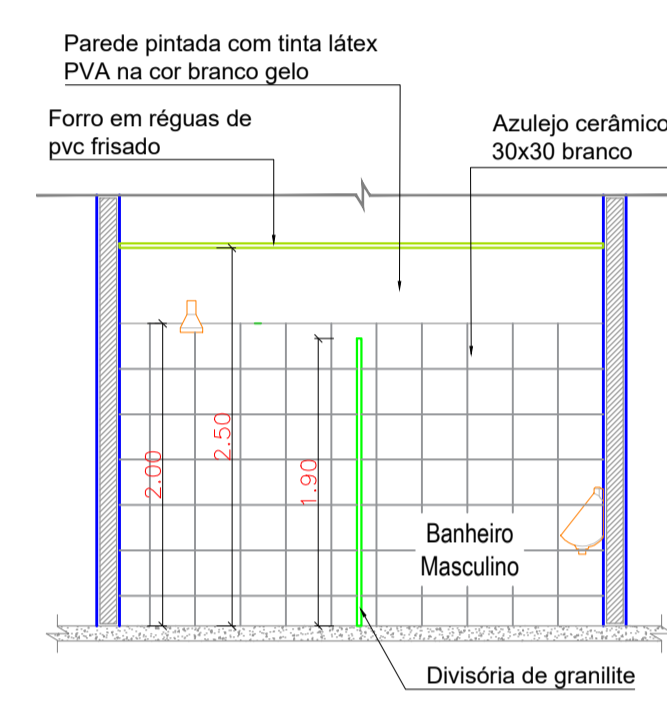 Parede pintada com tinta látex
PVA na cor branco gelo
Forro em réguas de
pvc frisado
Azulejo cerâmico
30x30 branco
2.00
2.50
1.90
Banheiro
Masculino
Divisória de granilite